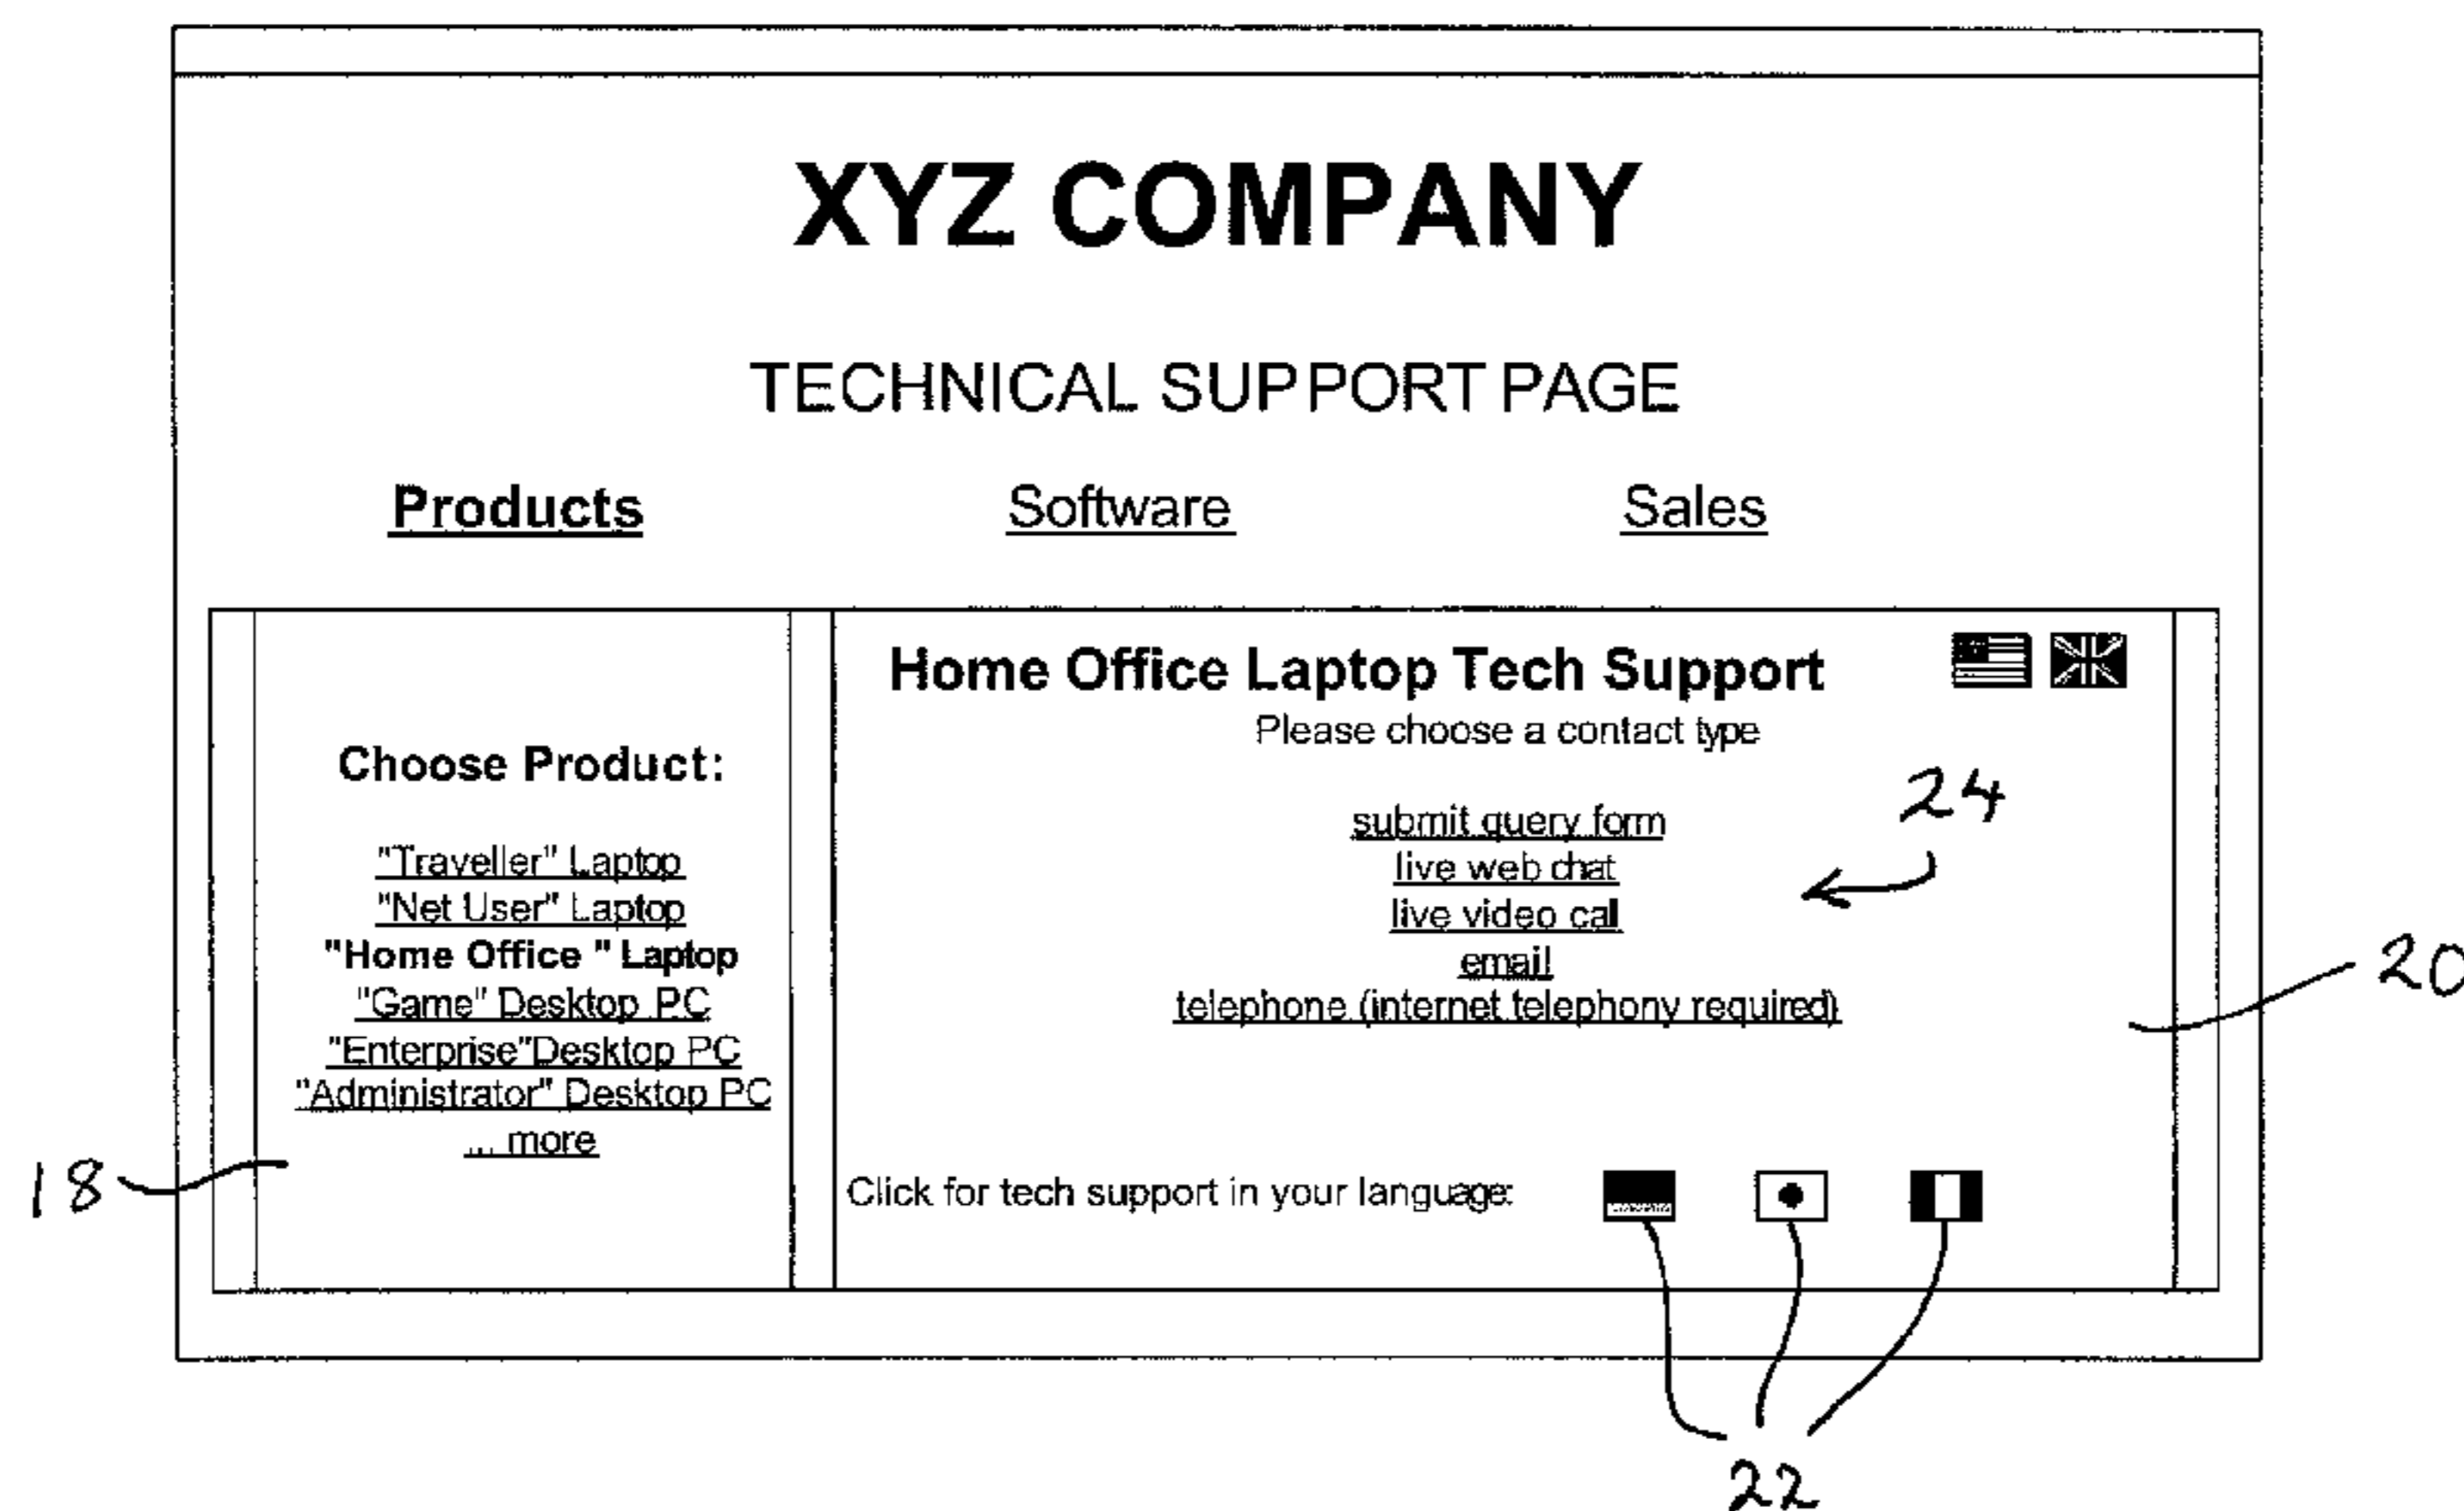 XYZ COMPANY
TECHNICAL SUPPORT PAGE
Products Software Sales
Choose Product:
"Traveller" Laptop
"Net User" Laptop
"Home Office " Laptop
"Game" Desktop PC
"Enterprise"Desktop PC
"Administrator" Desktop PC
... more
18
Home Office Laptop Tech Support
Please choose a contact type
submit query form
live web chat
live video call
email
telephone (internet telephony required)
24
20
Click for tech support in your language:
22